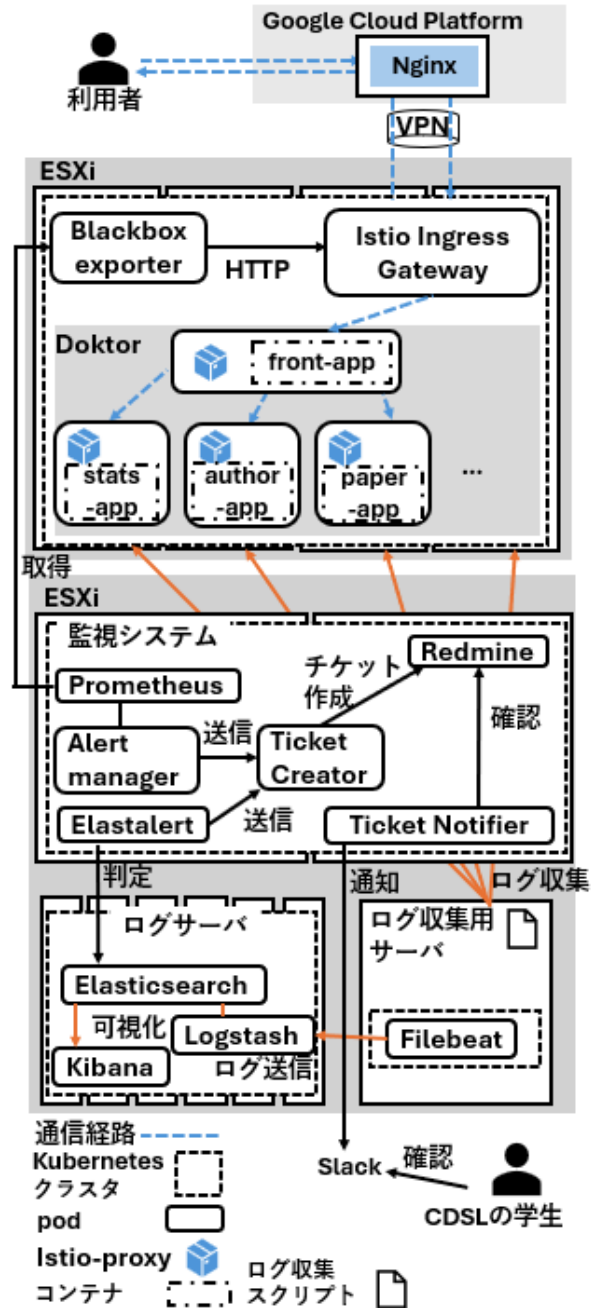 Google Cloud Platform
Nginx
利用者
VPN
ESXi
Blackbox
exporter
HTTP
Istio Ingress
Gateway
Doktor
front-app
stats
-app
author
-app
paper
-app
...
取得
ESXi
監視システム
Redmine
チケット
作成
Prometheus
確認
Alert
manager
送信
Ticket
Creator
Elastalert
送信
Ticket Notifier
判定
通知
ログ収集
ログサーバ
ログ収集用
サーバ
Elasticsearch
可視化
Logstash
Filebeat
Kibana
ログ送信
通信経路
Kubernetes
クラスタ
Slack
確認
CDSLの学生
pod
Istio-proxy
コンテナ
ログ収集
スクリプト